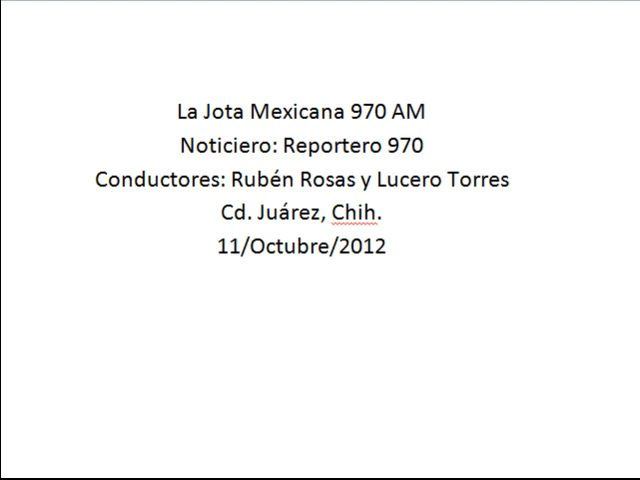 La Jota Mexicana 970 AM
Noticiero: Reportero 970
Conductores: Rubén Rosas y Lucero Torres
Cd. Juárez, Chih.
11/Octubre/2012